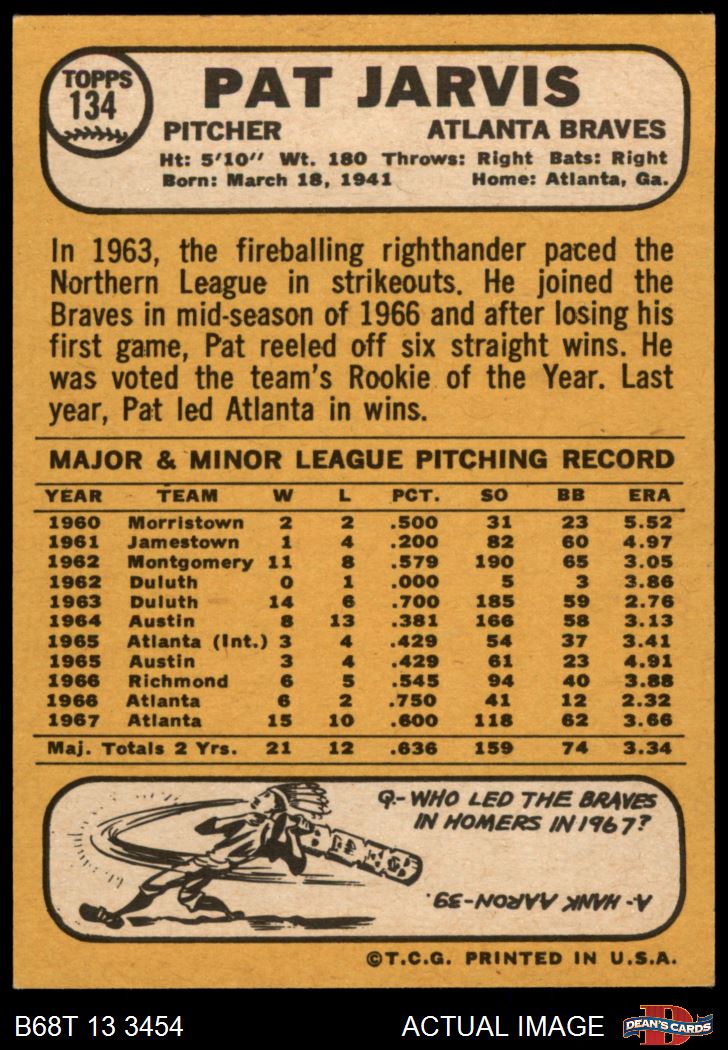 TOPPS
134
PAT JARVIS
PITCHER ATLANTA BRAVES
Ht: 5'10" Wt. 180 Throws: Right Bats: Right
Born: March 18, 1941 Home: Atlanta, Ga.
In 1963, the fireballing righthander paced the
Northern League in strikeouts. He joined the
Braves in mid-season of 1966 and after losing his
first game, Pat reeled off six straight wins. He
was voted the team's Rookie of the Year. Last
year, Pat led Atlanta in wins.
MAJOR & MINOR LEAGUE PITCHING RECORD
YEAR TEAM W L PCT. SO BB ERA
1960 Morristown 2 2 .500 31 23 5.52
1961 Jamestown 1 4 .200 82 60 4.97
1962 Montgomery 11 8 .579 190 65 3.05
1962 Duluth 0 1 .000 5 3 3.86
1963 Duluth 14 6 .700 185 59 2.76
1964 Austin 8 13 .381 166 58 3.13
1965 Atlanta (Int.) 3 4 .429 54 37 3.41
1965 Austin 3 4 .429 61 23 4.91
1966 Richmond 6 5 .545 94 40 3.88
1966 Atlanta 6 2 .750 41 12 2.32
1967 Atlanta 15 10 .600 118 62 3.66
Maj. Totals 2 Yrs. 21 12 .636 159 74 3.34
Q.-WHO LED THE BRAVES
IN HOMERS IN 1967?
A- HANK AARON-39.
©T.C.G. PRINTED IN U.S.A.
B68T 13 3454 ACTUAL IMAGE
D
DEAN'S CARDS